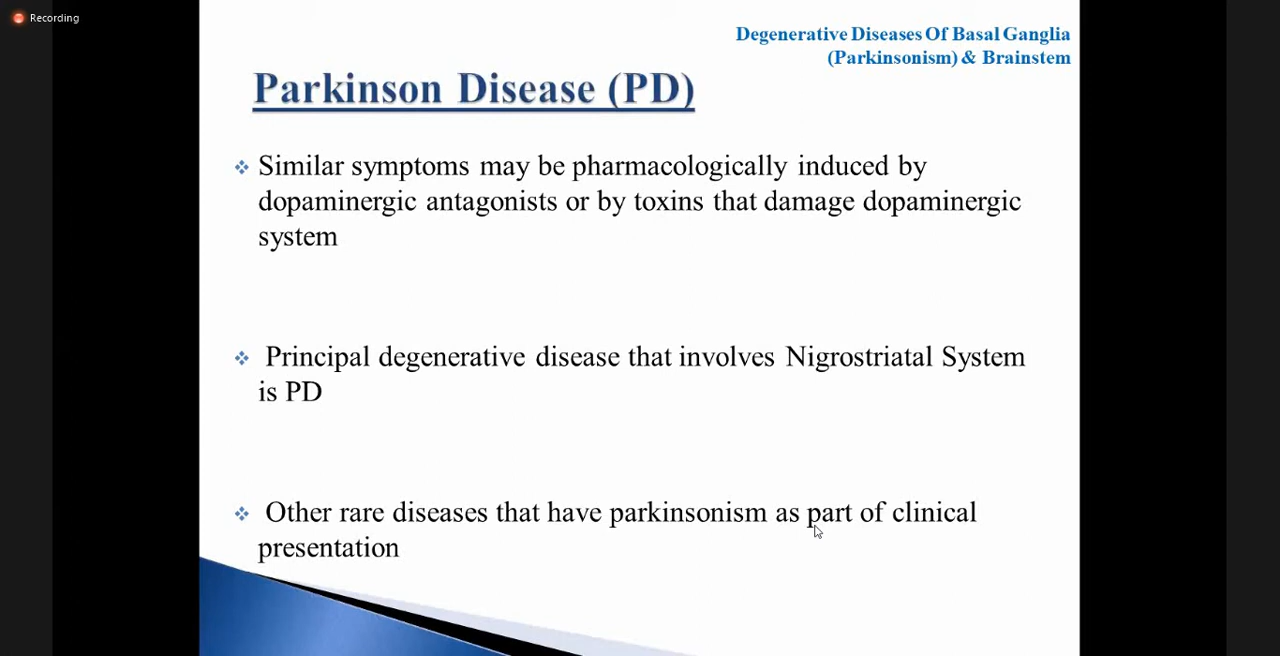 Recording
Degenerative Diseases Of Basal Ganglia
(Parkinsonism) & Brainstem
Parkinson Disease (PD)
Similar symptoms may be pharmacologically induced by
dopaminergic antagonists or by toxins that damage dopaminergic
system
Principal degenerative disease that involves Nigrostriatal System
is PD
Other rare diseases that have parkinsonism as part of clinical
presentation